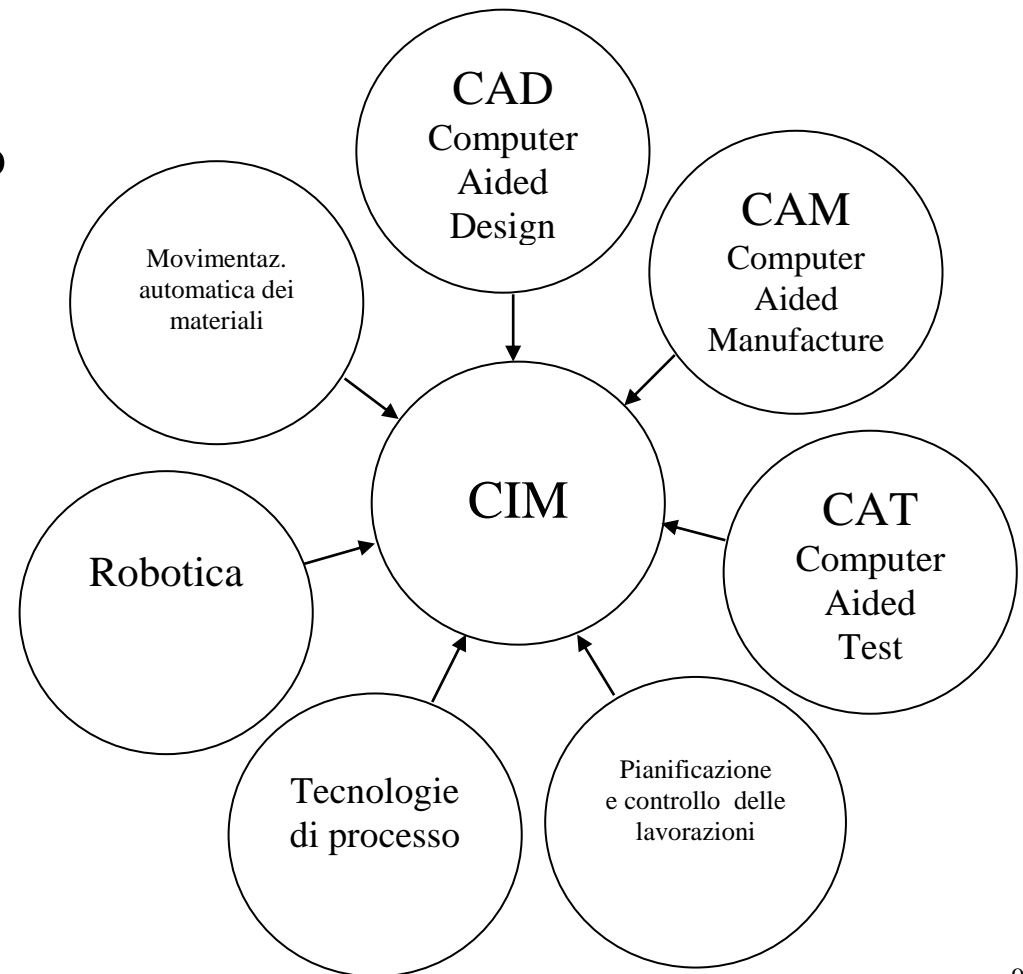 CAD
Computer
Aided
Design
CAM
Computer
Aided
Manufacture
Movimentaz.
automatica dei
materiali
CIM
CAT
Computer
Aided
Test
Robotica
Tecnologie
di processo
Pianificazione
e controllo delle
lavorazioni